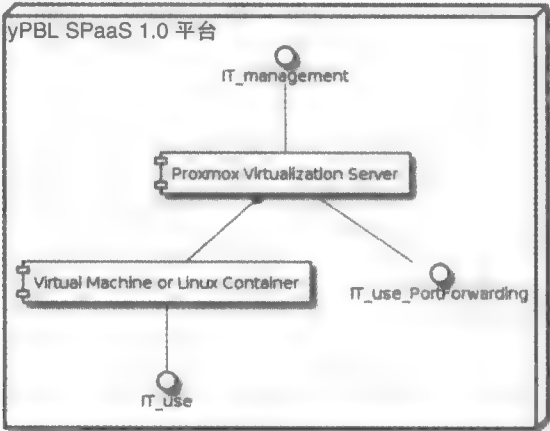 yPBL SPaaS 1.0 平台
IT_management
Proxmox Virtualization Server
Virtual Machine or Linux Container
IT_use_PortForwarding
IT_use